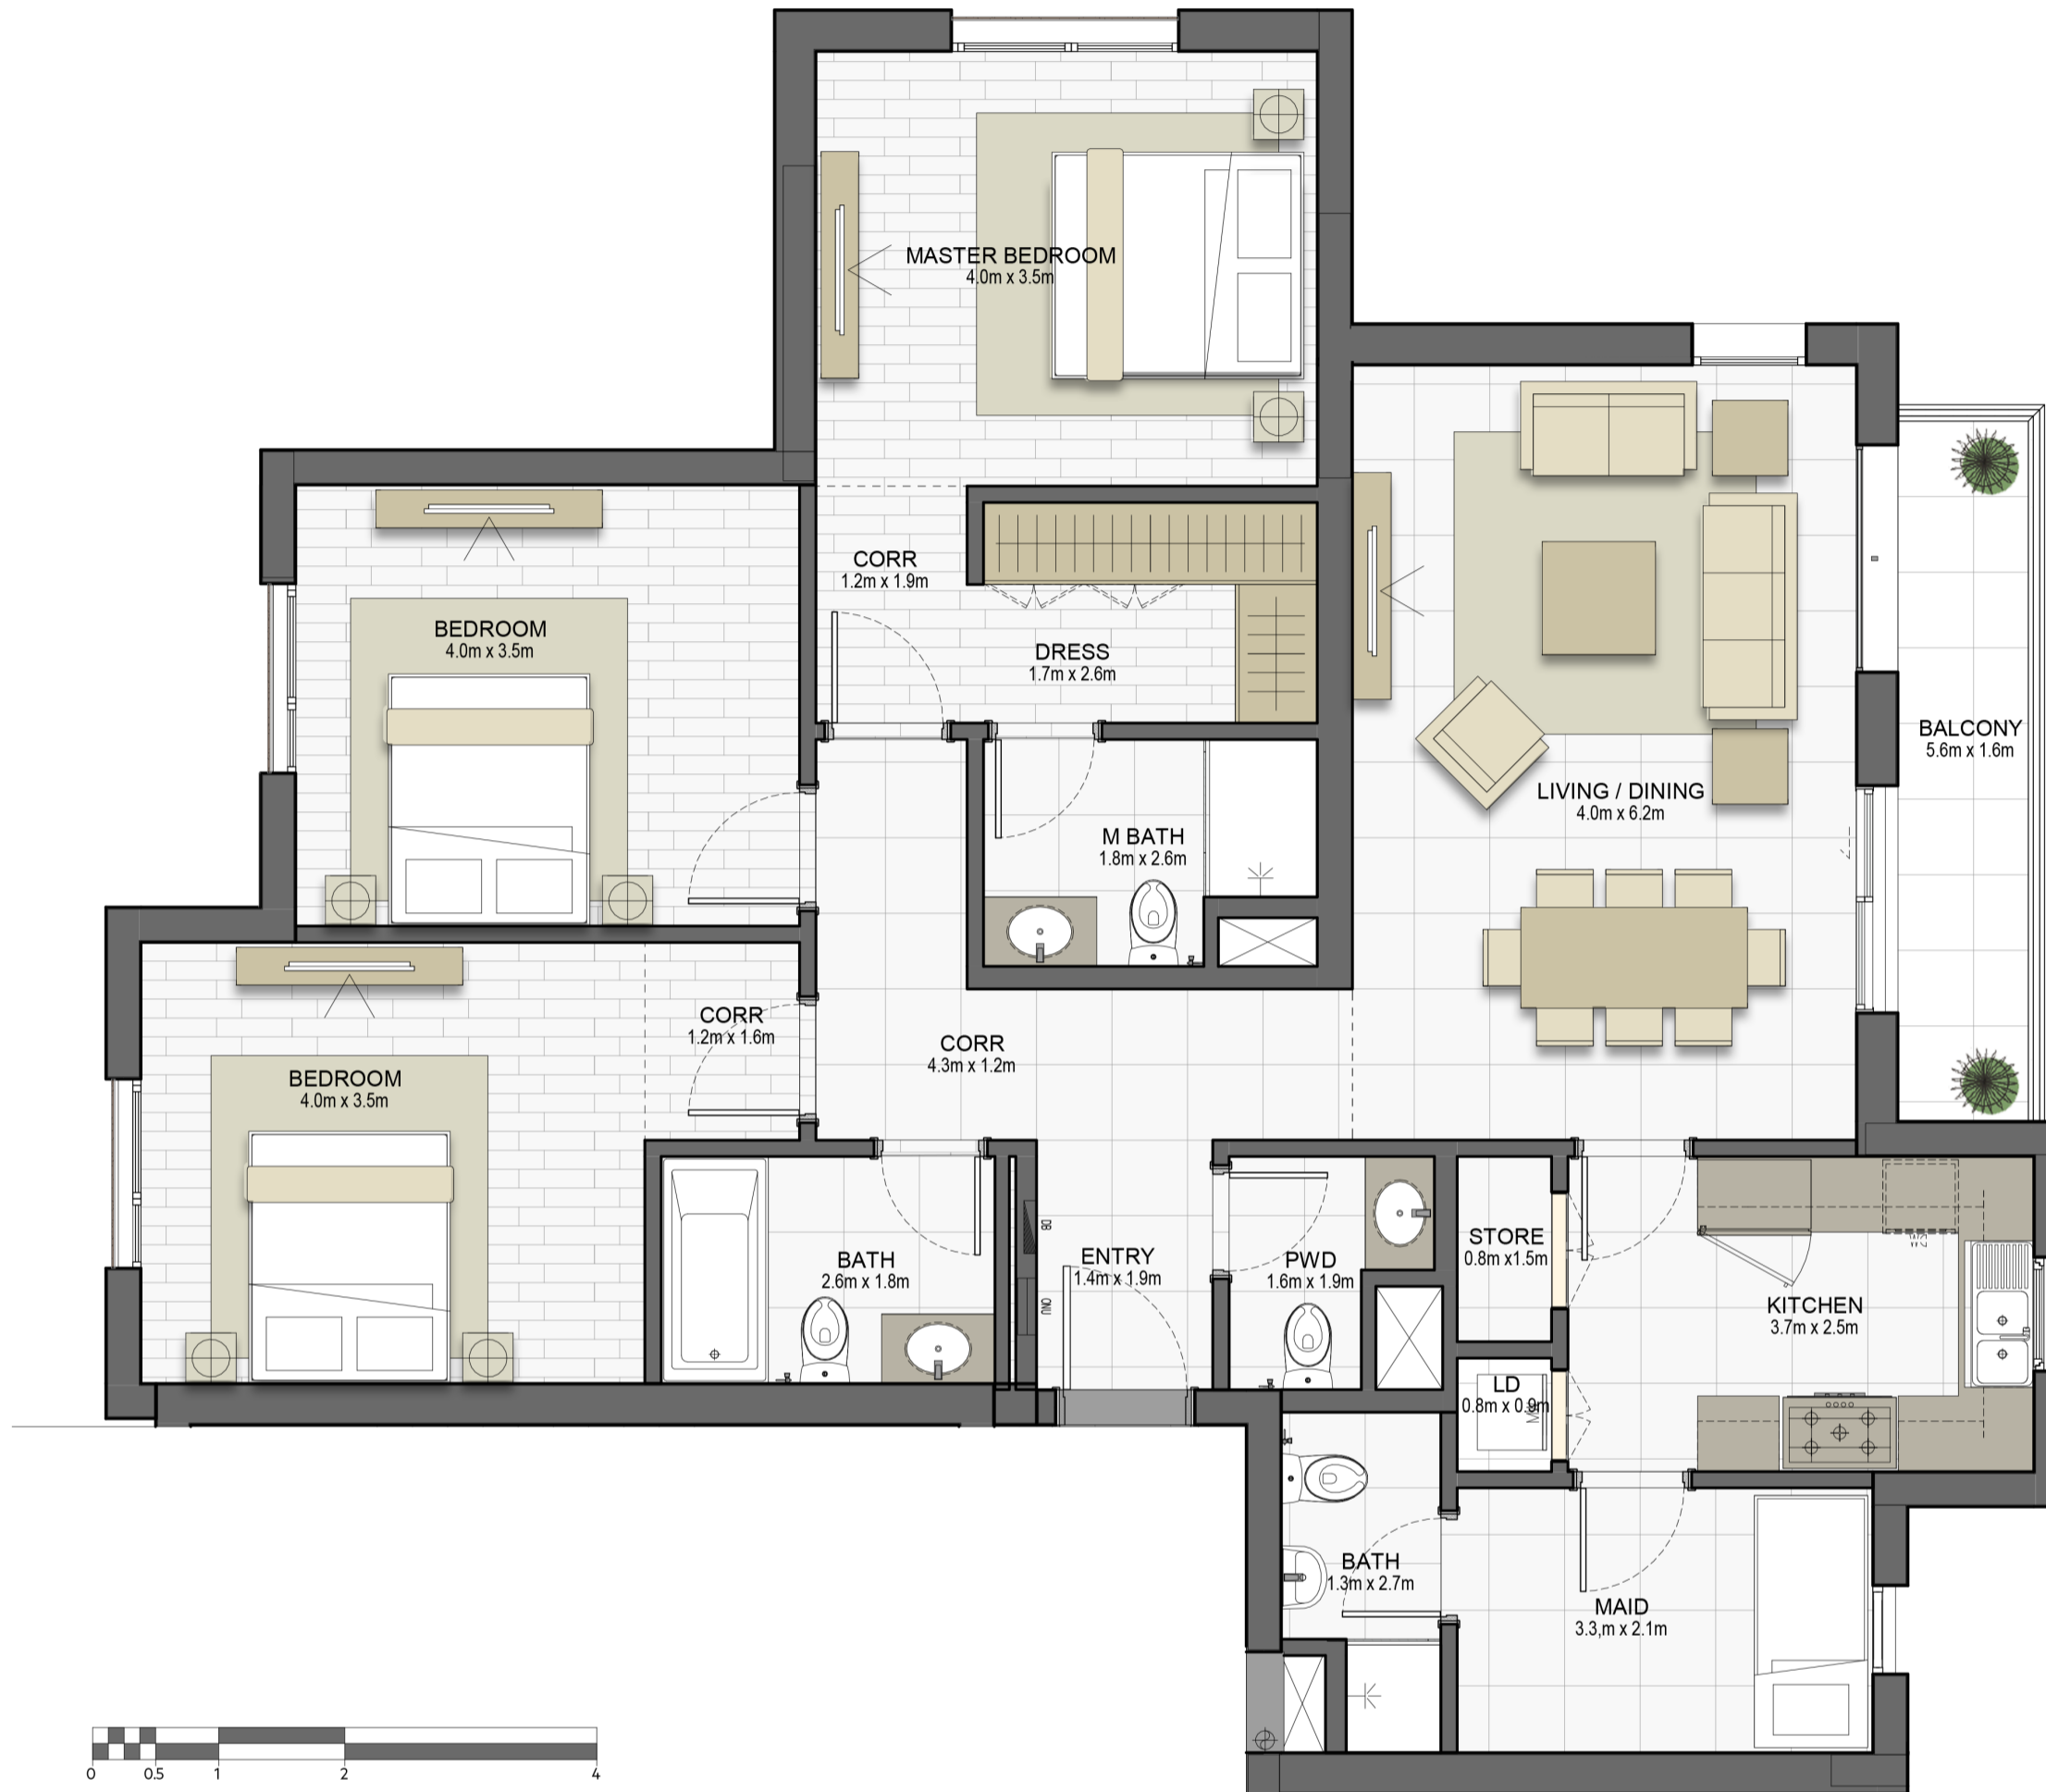 MASTER BEDROOM
4.0m x 3.5m
CORR
1.2m x 1.9m
BEDROOM
4.0m x 3.5m
DRESS
1.7m x 2.6m
BALCONY
5.6m x 1.6m
LIVING / DINING
4.0m x 6.2m
M BATH
1.8m x 2.6m
CORR
1.2m x 1.6m
CORR
4.3m x 1.2m
BEDROOM
4.0m x 3.5m
DB
BATH
2.6m x 1.8m
ENTRY
1.4m x 1.9m
ONU
PWD
1.6m x 1.9m
STORE
0.8m x1.5m
KITCHEN
3.7m x 2.5m
LD
0.8m x 0.9m
BATH
1.3m x 2.7m
MAID
3.3,m x 2.1m
0 0.5 1 2 4